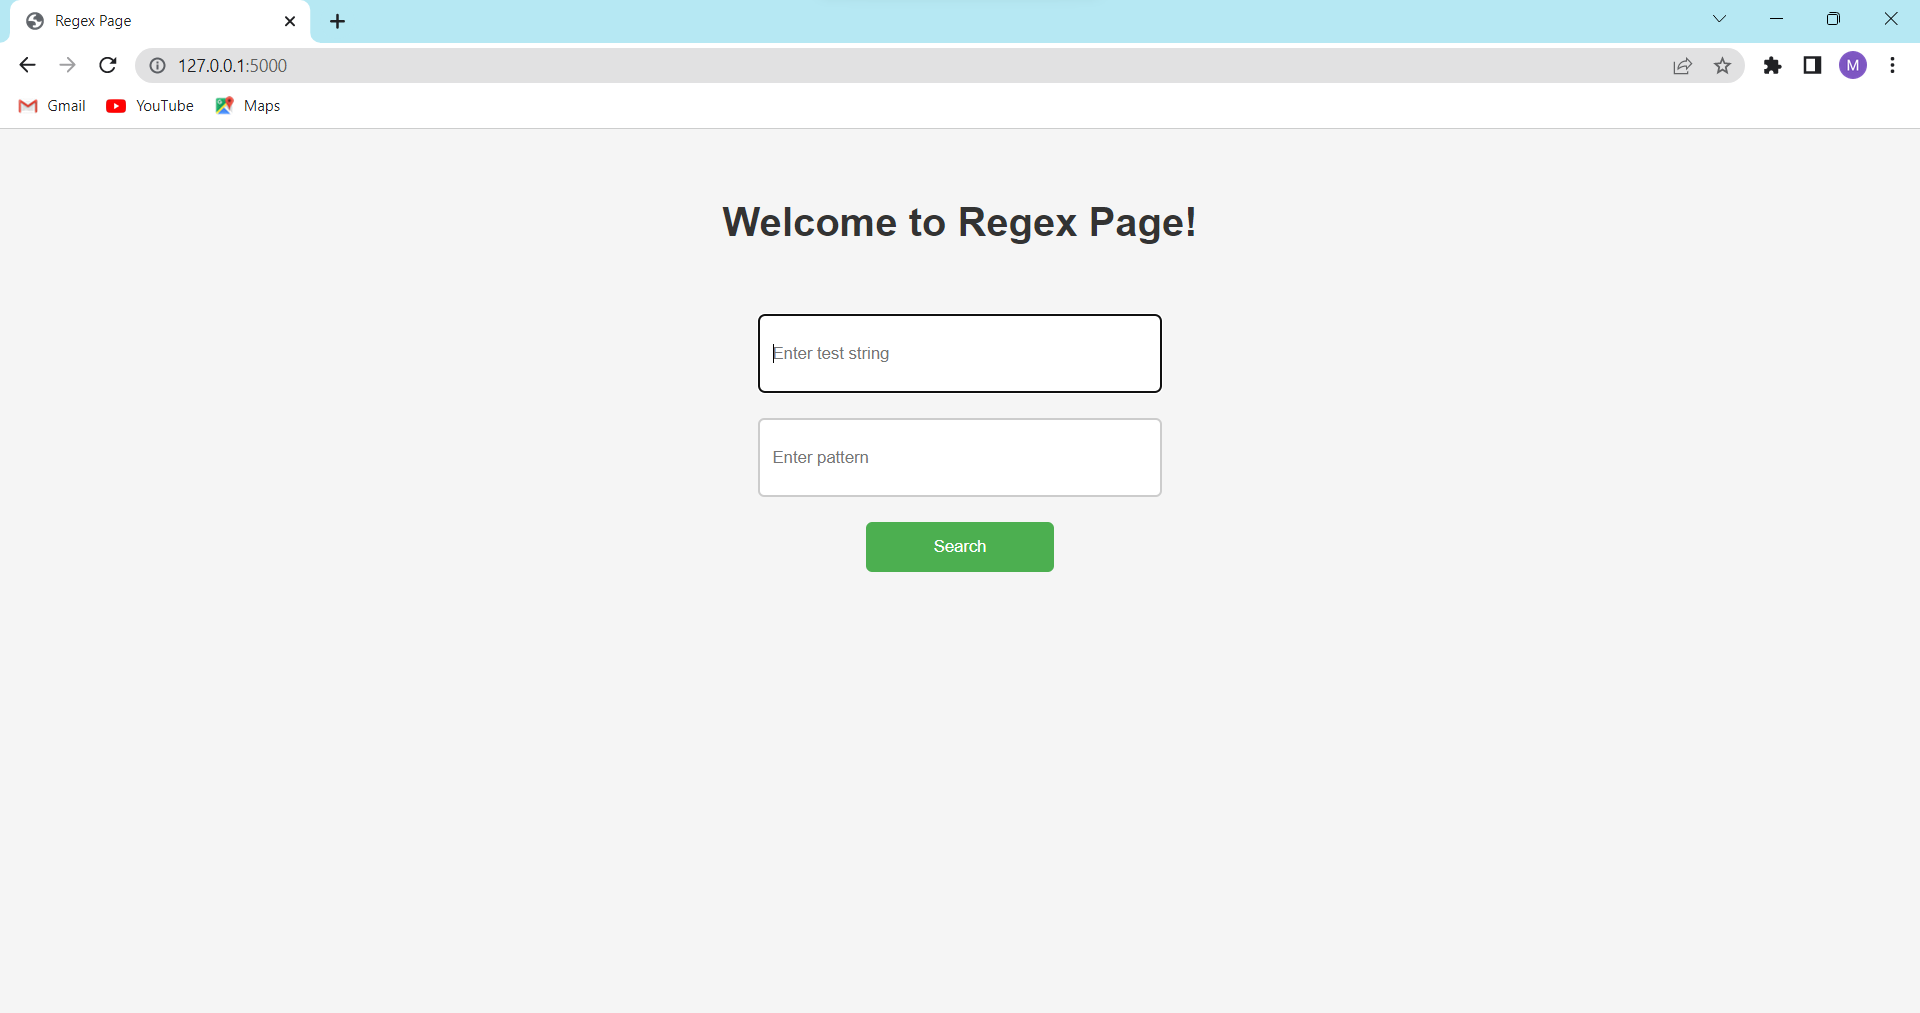 Regex Page
127.0.0.1:5000
M
Gmail YouTube Maps
Welcome to Regex Page!
Enter test string
Enter pattern
Search